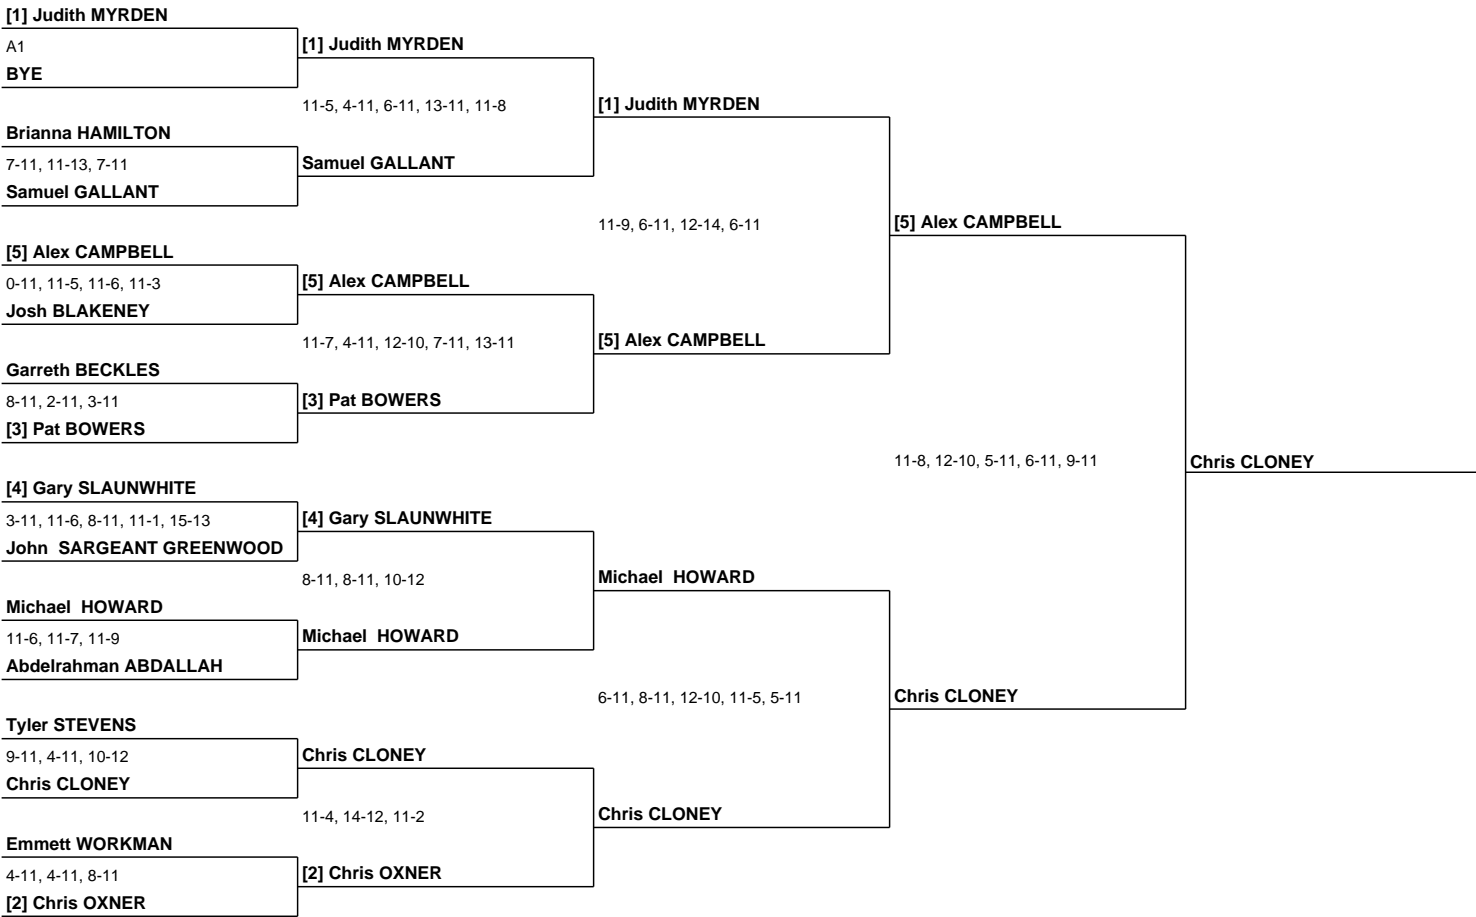 [1] Judith MYRDEN
A1
BYE
Brianna HAMILTON
7-11, 11-13, 7-11
Samuel GALLANT
[5] Alex CAMPBELL
0-11, 11-5, 11-6, 11-3
Josh BLAKENEY
Garreth BECKLES
8-11, 2-11, 3-11
[3] Pat BOWERS
[4] Gary SLAUNWHITE
3-11, 11-6, 8-11, 11-1, 15-13
John  SARGEANT GREENWOOD
Michael  HOWARD
11-6, 11-7, 11-9
Abdelrahman ABDALLAH
Tyler STEVENS
9-11, 4-11, 10-12
Chris CLONEY
Emmett WORKMAN
4-11, 4-11, 8-11
[2] Chris OXNER
[1] Judith MYRDEN
11-5, 4-11, 6-11, 13-11, 11-8
Samuel GALLANT
[5] Alex CAMPBELL
11-7, 4-11, 12-10, 7-11, 13-11
[3] Pat BOWERS
[4] Gary SLAUNWHITE
8-11, 8-11, 10-12
Michael  HOWARD
Chris CLONEY
11-4, 14-12, 11-2
[2] Chris OXNER
[1] Judith MYRDEN
11-9, 6-11, 12-14, 6-11
[5] Alex CAMPBELL
Michael  HOWARD
6-11, 8-11, 12-10, 11-5, 5-11
Chris CLONEY
[5] Alex CAMPBELL
11-8, 12-10, 5-11, 6-11, 9-11
Chris CLONEY
Chris CLONEY